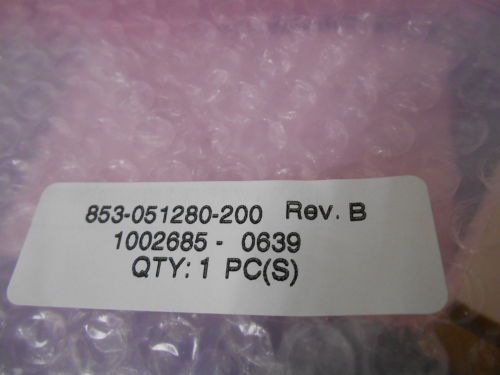 853-051280-200 Rev. B
1002685 - 0639
QTY: 1 PC(S)